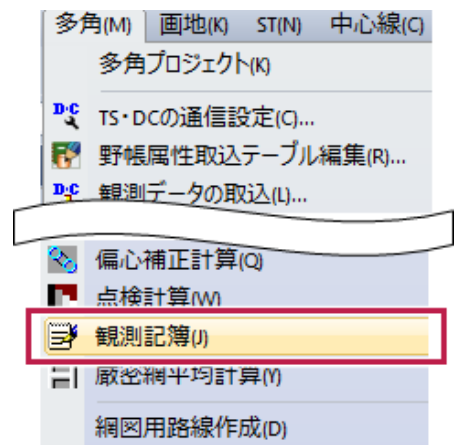 多角(M) 画地(K) ST(N) 中心線(C)
多角プロジェクト(K)
TS・DCの通信設定(C)...
野帳属性取込テーブル編集(R)...
観測データの取込(L)...
偏心補正計算(Q)
点検計算(W)
観測記簿(J)
厳密網平均計算(Y)
網図用路線作成(D)